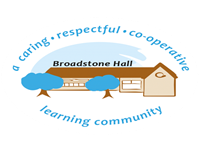 a caring • respectful • co-operative
Broadstone Hall
learning community